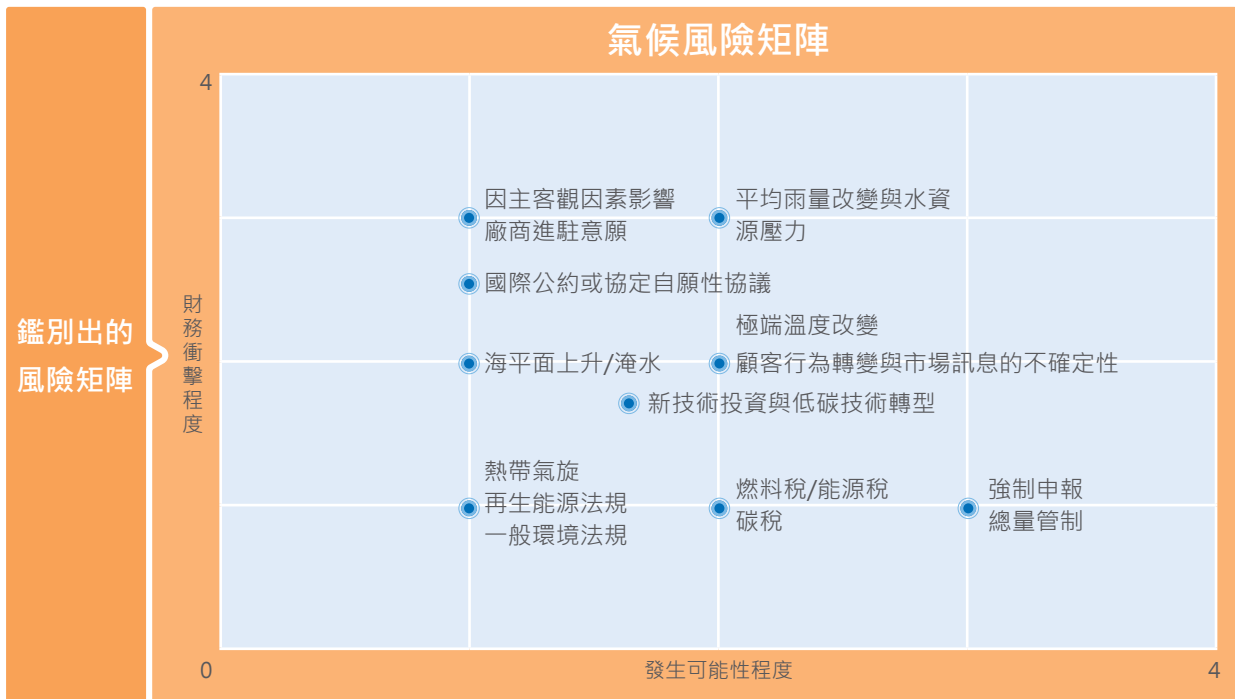 氣候風險矩陣
鑑別出的
風險矩陣
4
財務衝擊程度
因主客觀因素影響
廠商進駐意願
平均雨量改變與水資
源壓力
國際公約或協定自願性協議
極端溫度改變
海平面上升/淹水
顧客行為轉變與市場訊息的不確定性
新技術投資與低碳技術轉型
熱帶氣旋
再生能源法規
一般環境法規
燃料稅/能源稅
碳稅
強制申報
總量管制
0
發生可能性程度
4